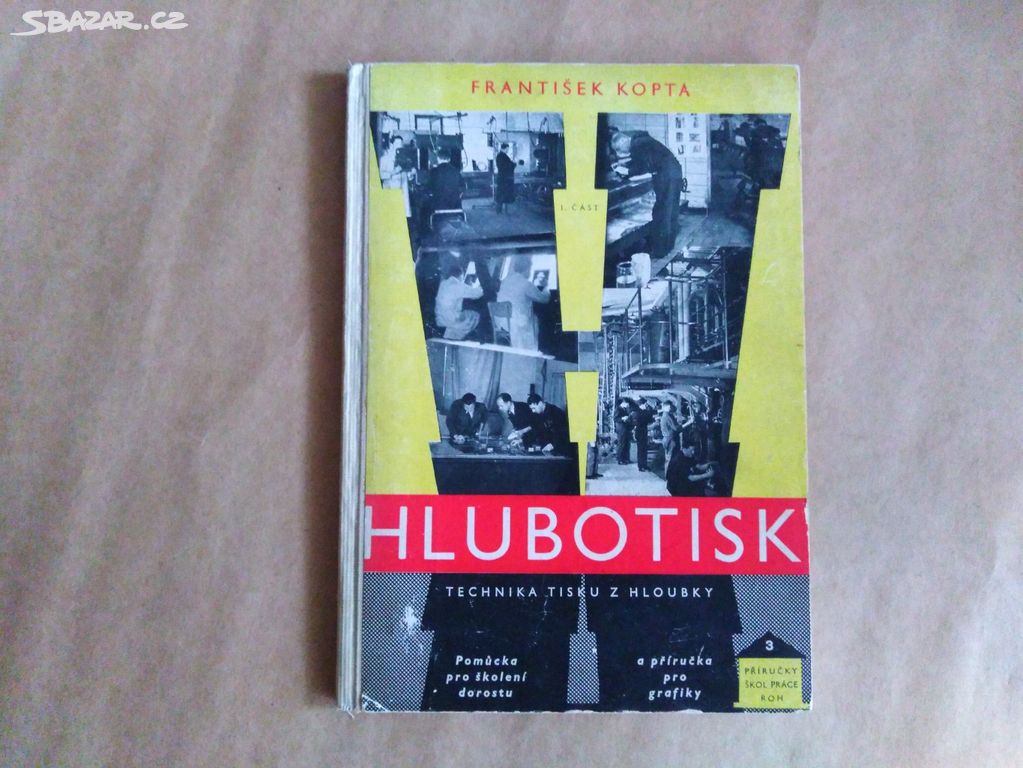 SBAZAR.CZ
FRANTIŠEK KOPTA
I. ČÁST
HLUBOTISK
TECHNIKA TISKU Z HLOUBKY
Pomůcka
pro školení
dorostu
a příručka
pro
grafiky
3
PŘÍRUČKY
ŠKOL PRÁCE
ROH